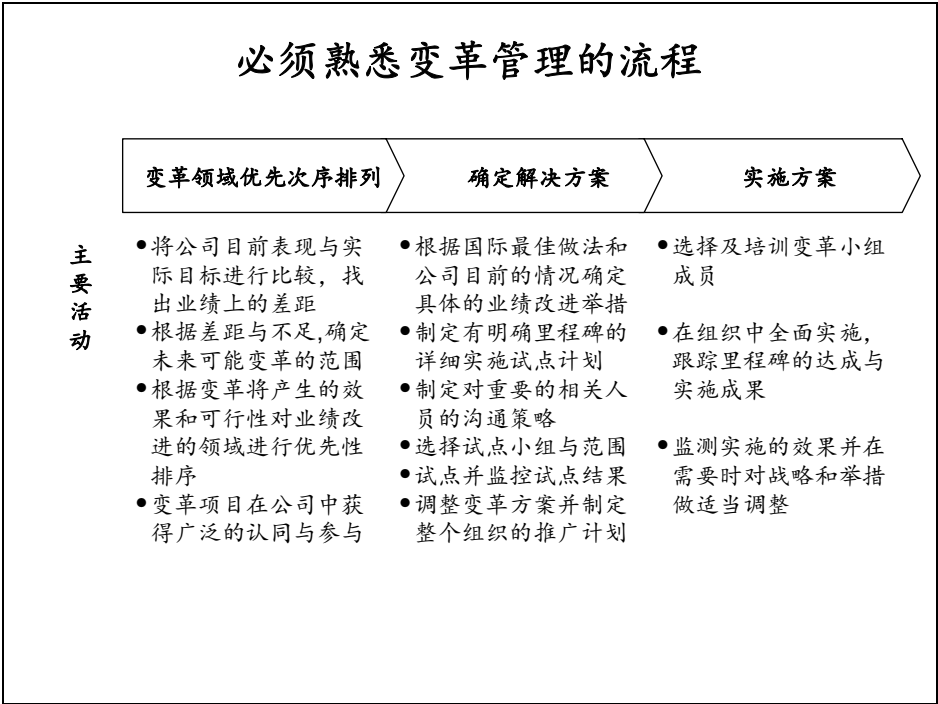 必须熟悉变革管理的流程
变革领域优先次序排列
确定解决方案
实施方案
主要活动
●将公司目前表现与实
际目标进行比较，找
出业绩上的差距
●根据差距与不足,确定
未来可能变革的范围
●根据变革将产生的效
果和可行性对业绩改
进的领域进行优先性
排序
●变革项目在公司中获
得广泛的认同与参与
●根据国际最佳做法和
公司目前的情况确定
具体的业绩改进举措
●制定有明确里程碑的
详细实施试点计划
●制定对重要的相关人
员的沟通策略
●选择试点小组与范围
●试点并监控试点结果
●调整变革方案并制定
整个组织的推广计划
●选择及培训变革小组
成员
●在组织中全面实施，
跟踪里程碑的达成与
实施成果
●监测实施的效果并在
需要时对战略和举措
做适当调整